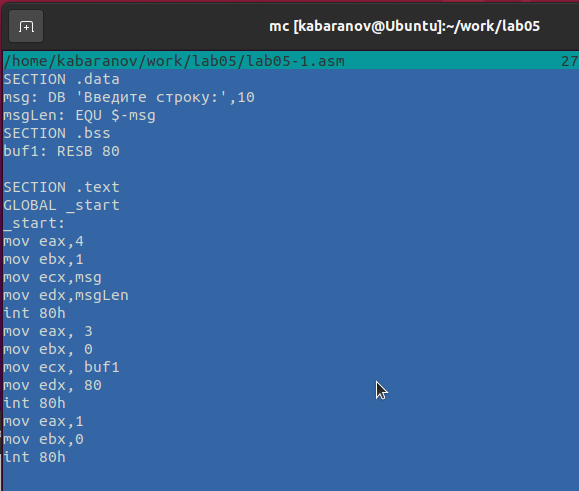 mc [kabaranov@Ubuntu]:~/work/lab05
/home/kabaranov/work/lab05/lab05-1.asm 27
SECTION .data
msg: DB 'Введите строку:',10
msgLen: EQU $-msg
SECTION .bss
buf1: RESB 80
SECTION .text
GLOBAL _start
_start:
mov eax,4
mov ebx,1
mov ecx,msg
mov edx,msgLen
int 80h
mov eax, 3
mov ebx, 0
mov ecx, buf1
mov edx, 80
int 80h
mov eax,1
mov ebx,0
int 80h